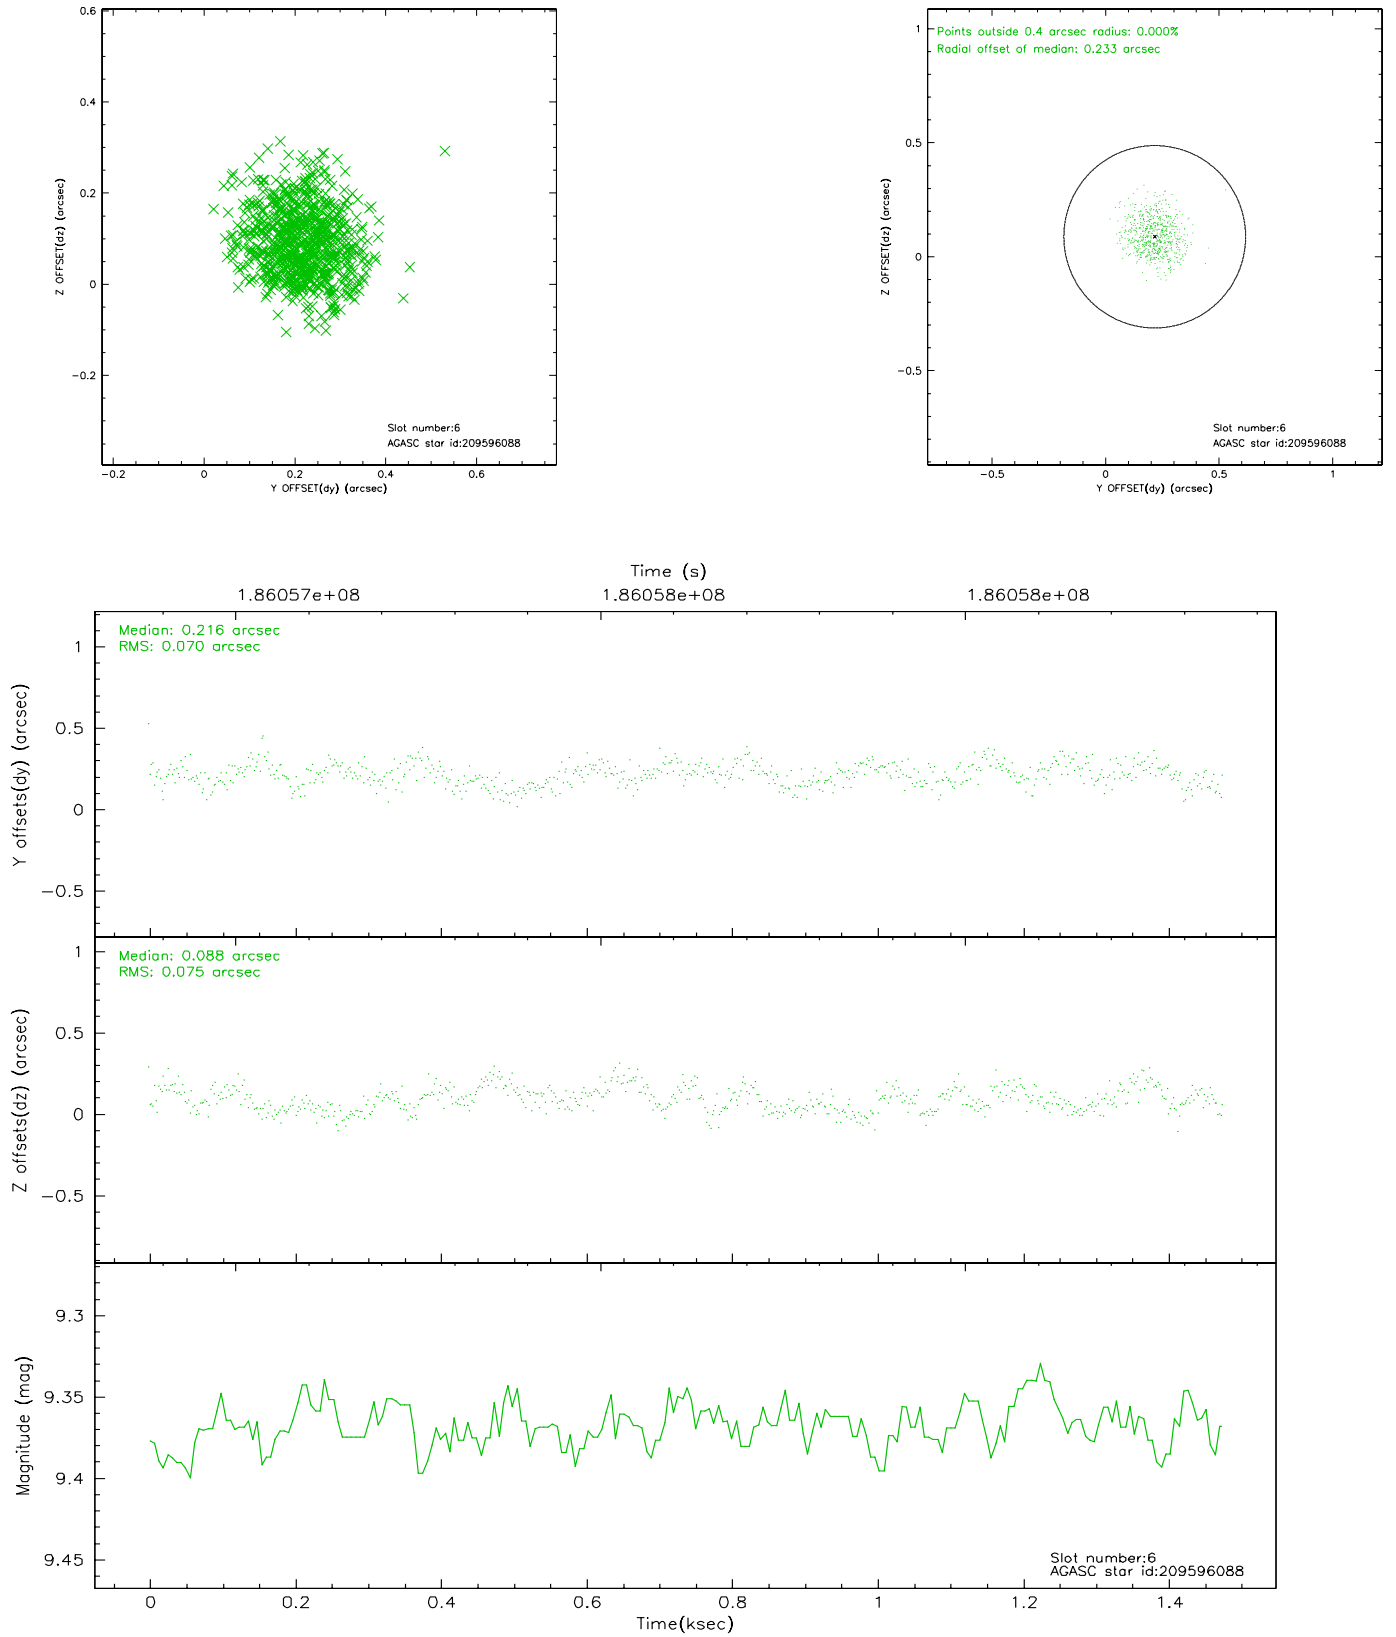 0.6
0.4
0.2
0
−0.2
Z OFFSET(dz) (arcsec)
−0.2 0 0.2 0.4 0.6
Y OFFSET(dy) (arcsec)
Slot number:6
AGASC star id:209596088
Points outside 0.4 arcsec radius: 0.000%
Radial offset of median: 0.233 arcsec
1
0.5
0
−0.5
Z OFFSET(dz) (arcsec)
−0.5 0 0.5 1
Y OFFSET(dy) (arcsec)
Slot number:6
AGASC star id:209596088
Time (s)
1.86057e+08 1.86058e+08 1.86058e+08
Median: 0.216 arcsec
RMS: 0.070 arcsec
1
0.5
0
−0.5
Y offsets(dy) (arcsec)
Median: 0.088 arcsec
RMS: 0.075 arcsec
1
0.5
0
−0.5
Z offsets(dz) (arcsec)
9.3
9.35
9.4
9.45
Magnitude (mag)
Slot number:6
AGASC star id:209596088
0 0.2 0.4 0.6 0.8 1 1.2 1.4
Time(ksec)